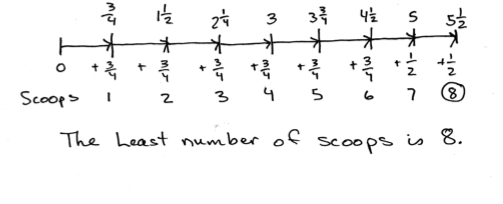 3/4 1 1/2 2 1/4 3 3 3/4 4 1/2 5 5 1/2
0 + 3/4 + 3/4 + 3/4 + 3/4 + 3/4 + 3/4 + 1/2 + 1/2
Scoops 1 2 3 4 5 6 7 8
The Least number of scoops is 8.